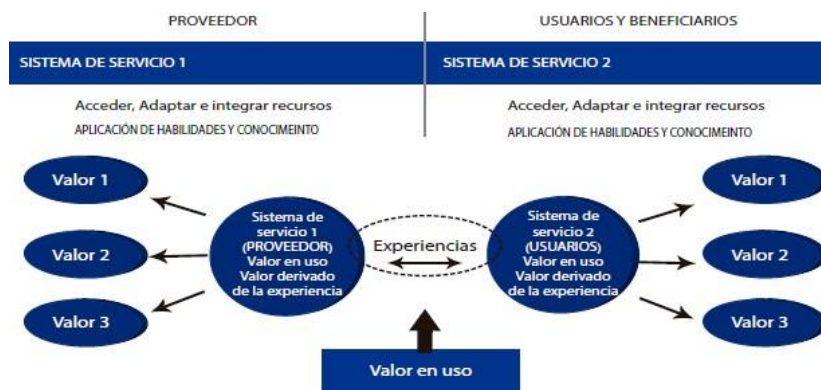 PROVEEDOR
USUARIOS Y BENEFICIARIOS
SISTEMA DE SERVICIO 1
SISTEMA DE SERVICIO 2
Acceder, Adaptar e integrar recursos
APLICACIÓN DE HABILIDADES Y CONOCIMEINTO
Acceder, Adaptar e integrar recursos
APLICACIÓN DE HABILIDADES Y CONOCIMEINTO
Valor 1
Valor 2
Valor 3
Sistema de
servicio 1
(PROVEEDOR)
Valor en uso
Valor derivado
de la experiencia
Experiencias
Sistema de
servicio 2
(USUARIOS)
Valor en uso
Valor derivado
de la experiencia
Valor 1
Valor 2
Valor 3
Valor en uso